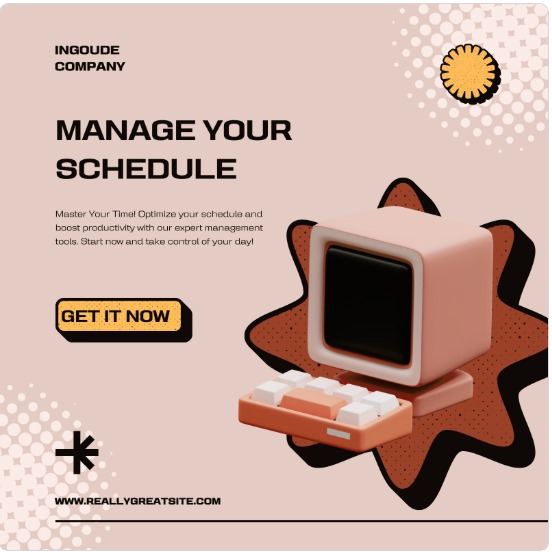 INGOUDE
COMPANY
MANAGE YOUR
SCHEDULE
Master Your Time! Optimize your schedule and
boost productivity with our expert management
tools. Start now and take control of your day!
GET IT NOW
WWW.REALLYGREATSITE.COM